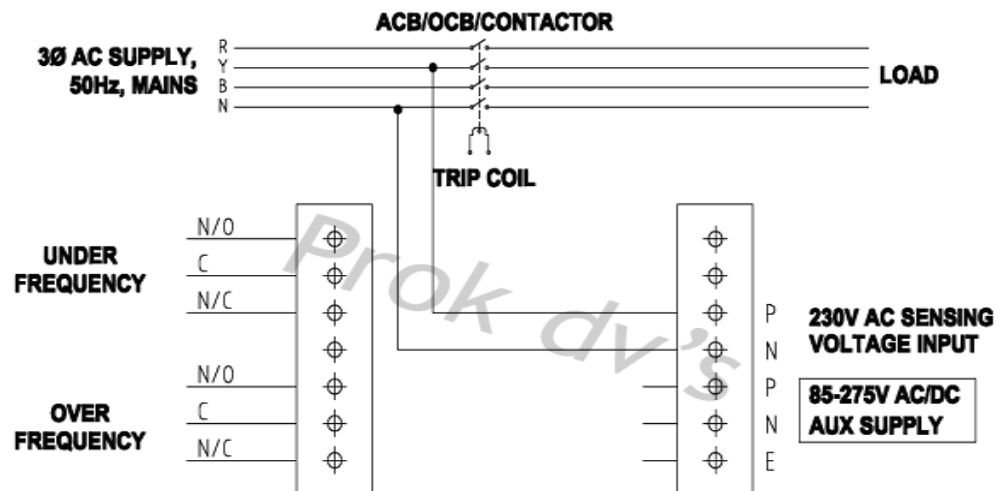 ACB/OCB/CONTACTOR
3Ø AC SUPPLY,
50Hz, MAINS
R
Y
B
N
LOAD
TRIP COIL
UNDER
FREQUENCY
N/O
C
N/C
OVER
FREQUENCY
N/O
C
N/C
Prok dv's
P
N
230V AC SENSING
VOLTAGE INPUT
P
N
E
85-275V AC/DC
AUX SUPPLY